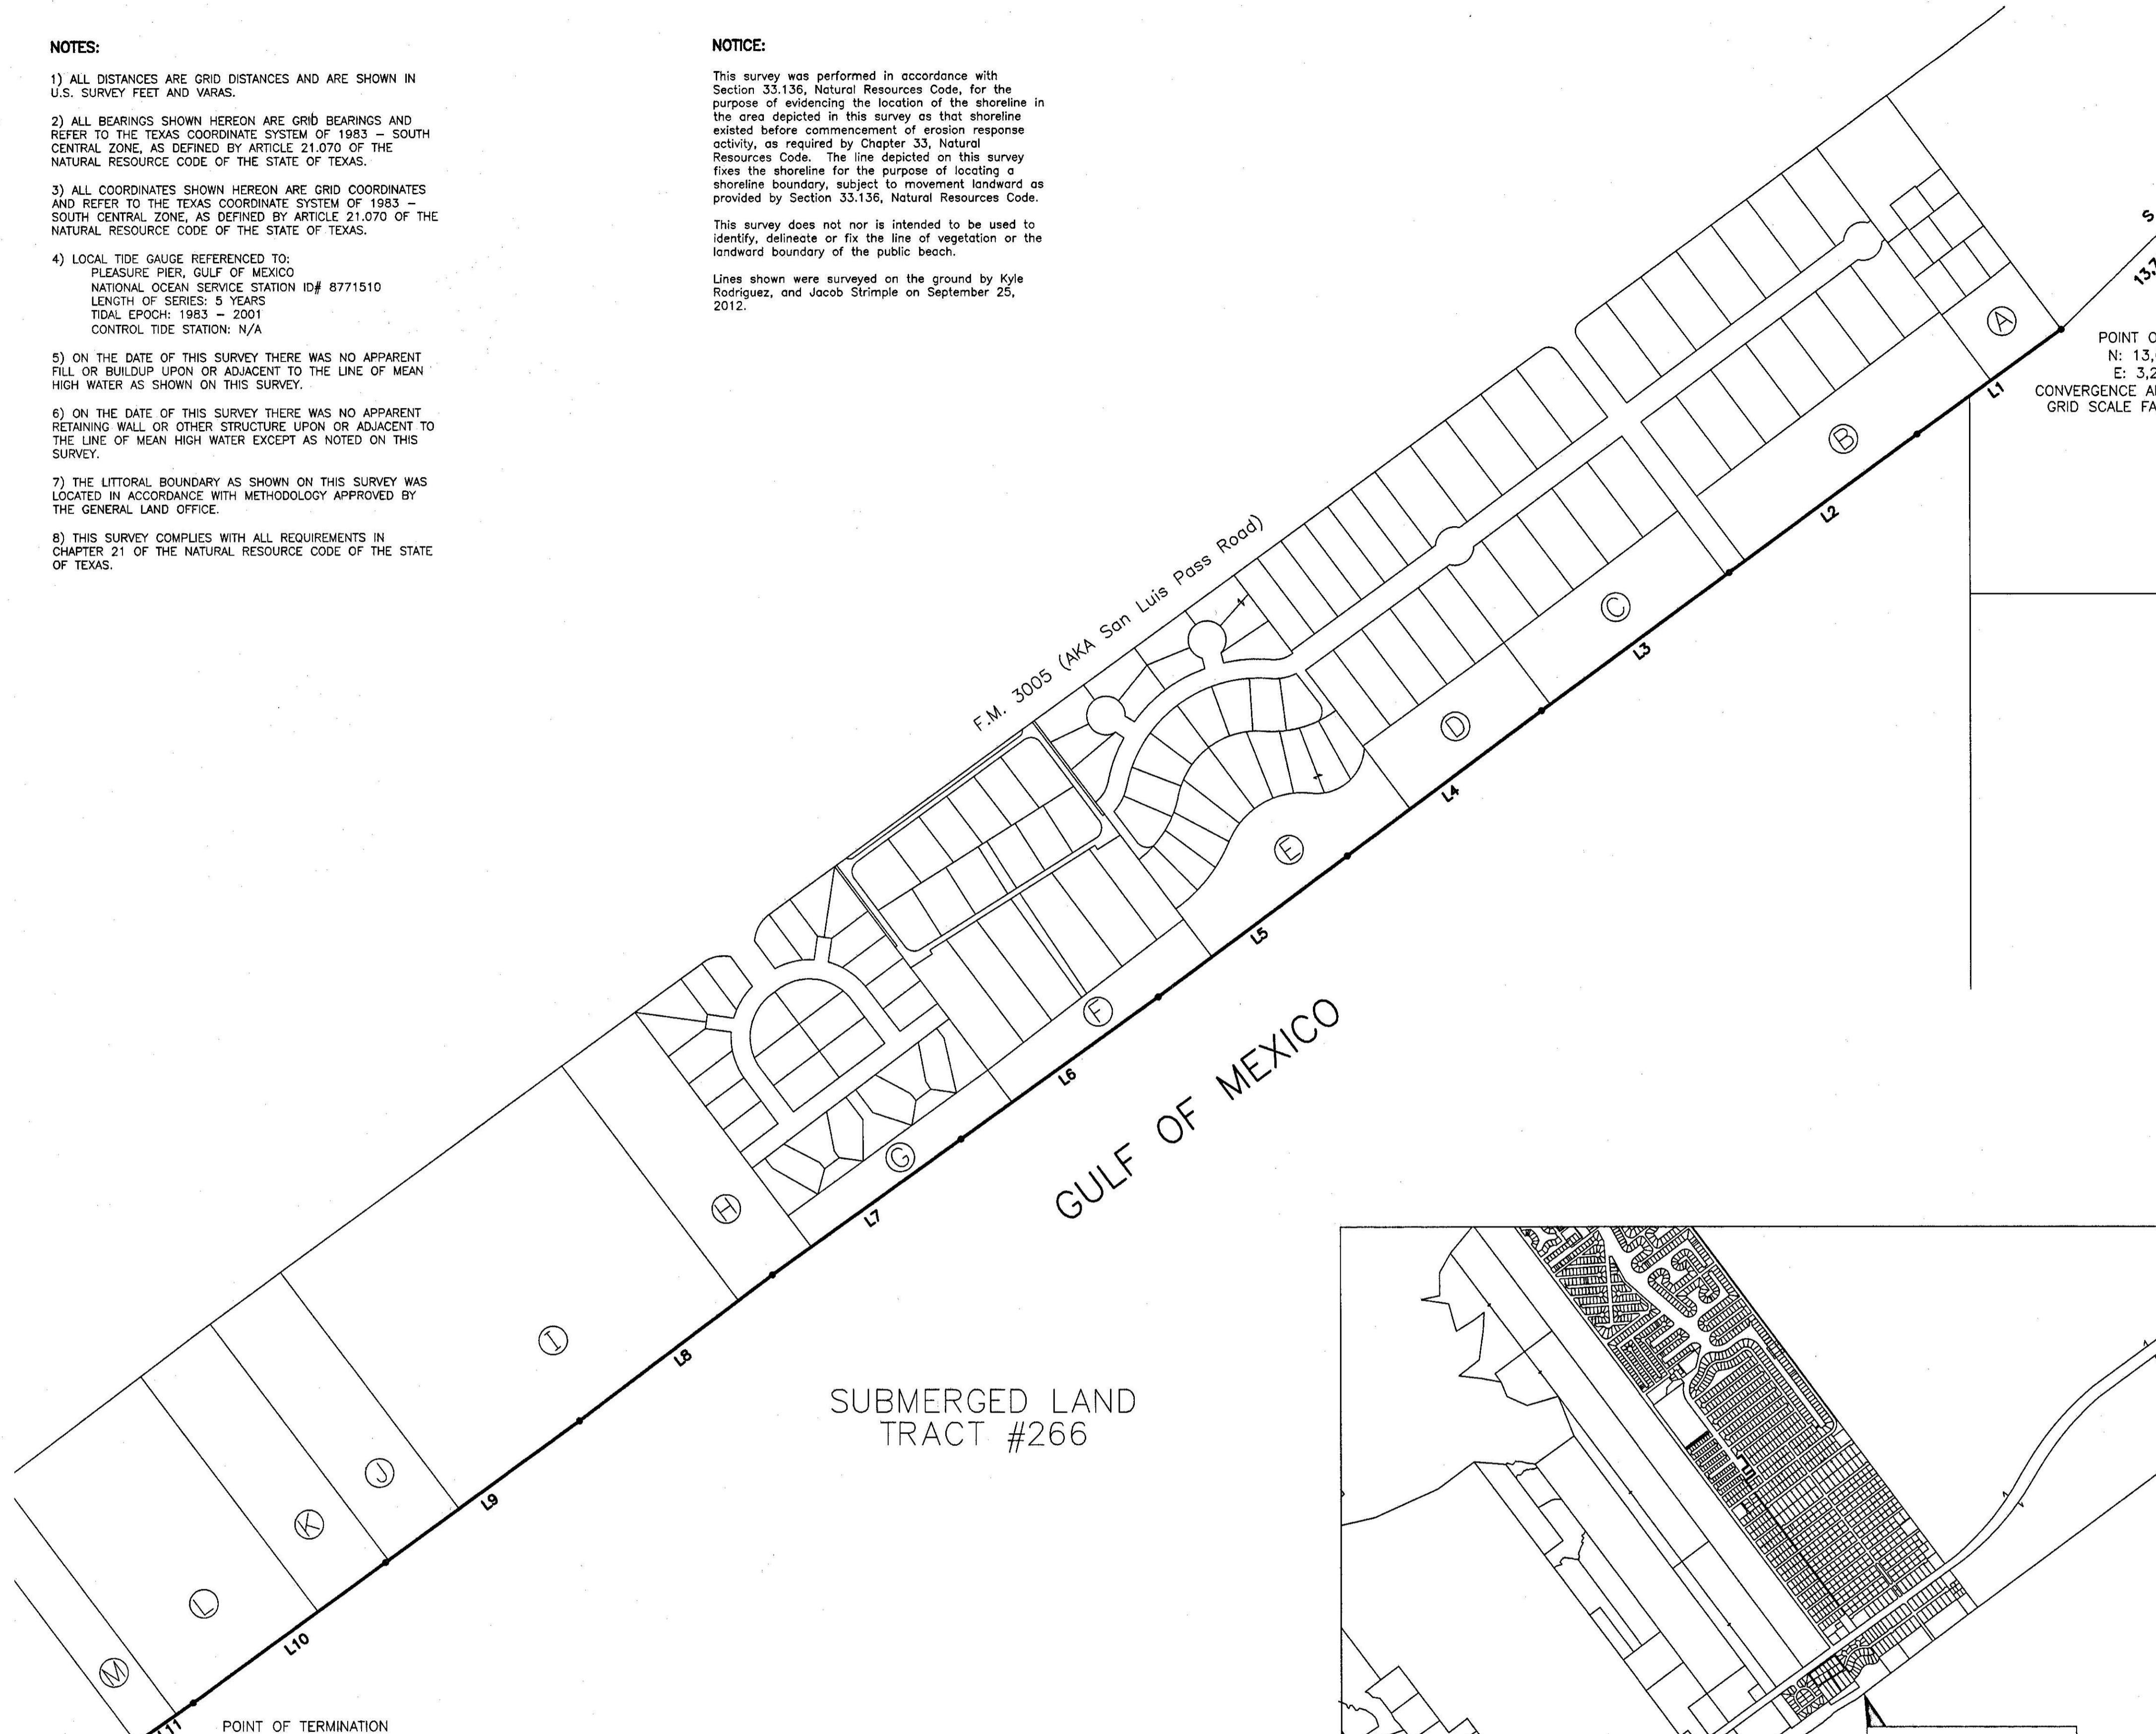 NOTES:
1) ALL DISTANCES ARE GRID DISTANCES AND ARE SHOWN IN
U.S. SURVEY FEET AND VARAS.
2) ALL BEARINGS SHOWN HEREON ARE GRID BEARINGS AND
REFER TO THE TEXAS COORDINATE SYSTEM OF 1983 – SOUTH
CENTRAL ZONE, AS DEFINED BY ARTICLE 21.070 OF THE
NATURAL RESOURCE CODE OF THE STATE OF TEXAS.
3) ALL COORDINATES SHOWN HEREON ARE GRID COORDINATES
AND REFER TO THE TEXAS COORDINATE SYSTEM OF 1983 –
SOUTH CENTRAL ZONE, AS DEFINED BY ARTICLE 21.070 OF THE
NATURAL RESOURCE CODE OF THE STATE OF TEXAS.
4) LOCAL TIDE GAUGE REFERENCED TO:
PLEASURE PIER, GULF OF MEXICO
NATIONAL OCEAN SERVICE STATION ID# 8771510
LENGTH OF SERIES: 5 YEARS
TIDAL EPOCH: 1983 – 2001
CONTROL TIDE STATION: N/A
5) ON THE DATE OF THIS SURVEY THERE WAS NO APPARENT
FILL OR BUILDUP UPON OR ADJACENT TO THE LINE OF MEAN
HIGH WATER AS SHOWN ON THIS SURVEY.
6) ON THE DATE OF THIS SURVEY THERE WAS NO APPARENT
RETAINING WALL OR OTHER STRUCTURE UPON OR ADJACENT TO
THE LINE OF MEAN HIGH WATER EXCEPT AS NOTED ON THIS
SURVEY.
7) THE LITTORAL BOUNDARY AS SHOWN ON THIS SURVEY WAS
LOCATED IN ACCORDANCE WITH METHODOLOGY APPROVED BY
THE GENERAL LAND OFFICE.
8) THIS SURVEY COMPLIES WITH ALL REQUIREMENTS IN
CHAPTER 21 OF THE NATURAL RESOURCE CODE OF THE STATE
OF TEXAS.
NOTICE:
This survey was performed in accordance with
Section 33.136, Natural Resources Code, for the
purpose of evidencing the location of the shoreline in
the area depicted in this survey as that shoreline
existed before commencement of erosion response
activity, as required by Chapter 33, Natural
Resources Code. The line depicted on this survey
fixes the shoreline for the purpose of locating a
shoreline boundary, subject to movement landward as
provided by Section 33.136, Natural Resources Code.
This survey does not nor is intended to be used to
identify, delineate or fix the line of vegetation or the
landward boundary of the public beach.
Lines shown were surveyed on the ground by Kyle
Rodriguez, and Jacob Strimple on September 25,
2012.
S
13,7
POINT O
N: 13,
E: 3,2
CONVERGENCE A
GRID SCALE FA
A
L1
B
L2
C
L3
F.M. 3005 (AKA San Luis Pass Road)
D
L4
E
L5
F
L6
G
L7
H
GULF OF MEXICO
I
L8
SUBMERGED LAND
TRACT #266
J
L9
K
L
L10
M
L11
POINT OF TERMINATION